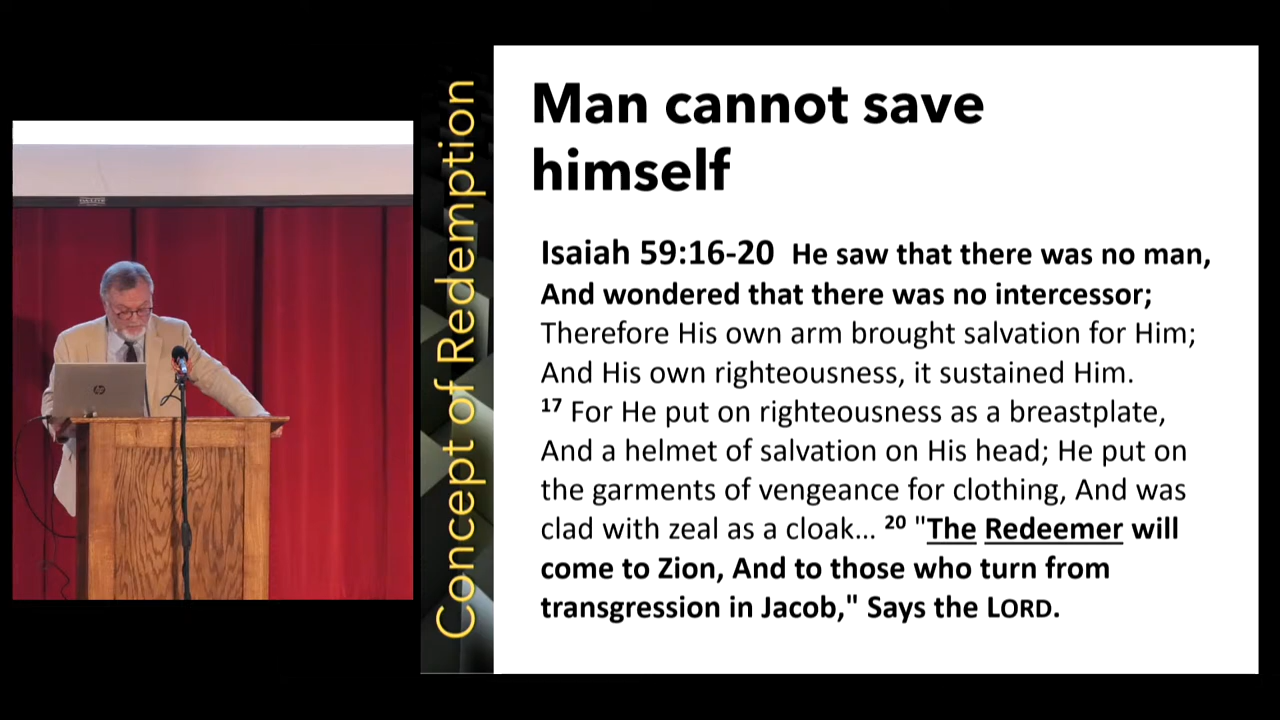 Concept of Redemption
Man cannot save
himself
Isaiah 59:16-20 He saw that there was no man,
And wondered that there was no intercessor;
Therefore His own arm brought salvation for Him;
And His own righteousness, it sustained Him.
17 For He put on righteousness as a breastplate,
And a helmet of salvation on His head; He put on
the garments of vengeance for clothing, And was
clad with zeal as a cloak... 20 "The Redeemer will
come to Zion, And to those who turn from
transgression in Jacob," Says the LORD.
hp